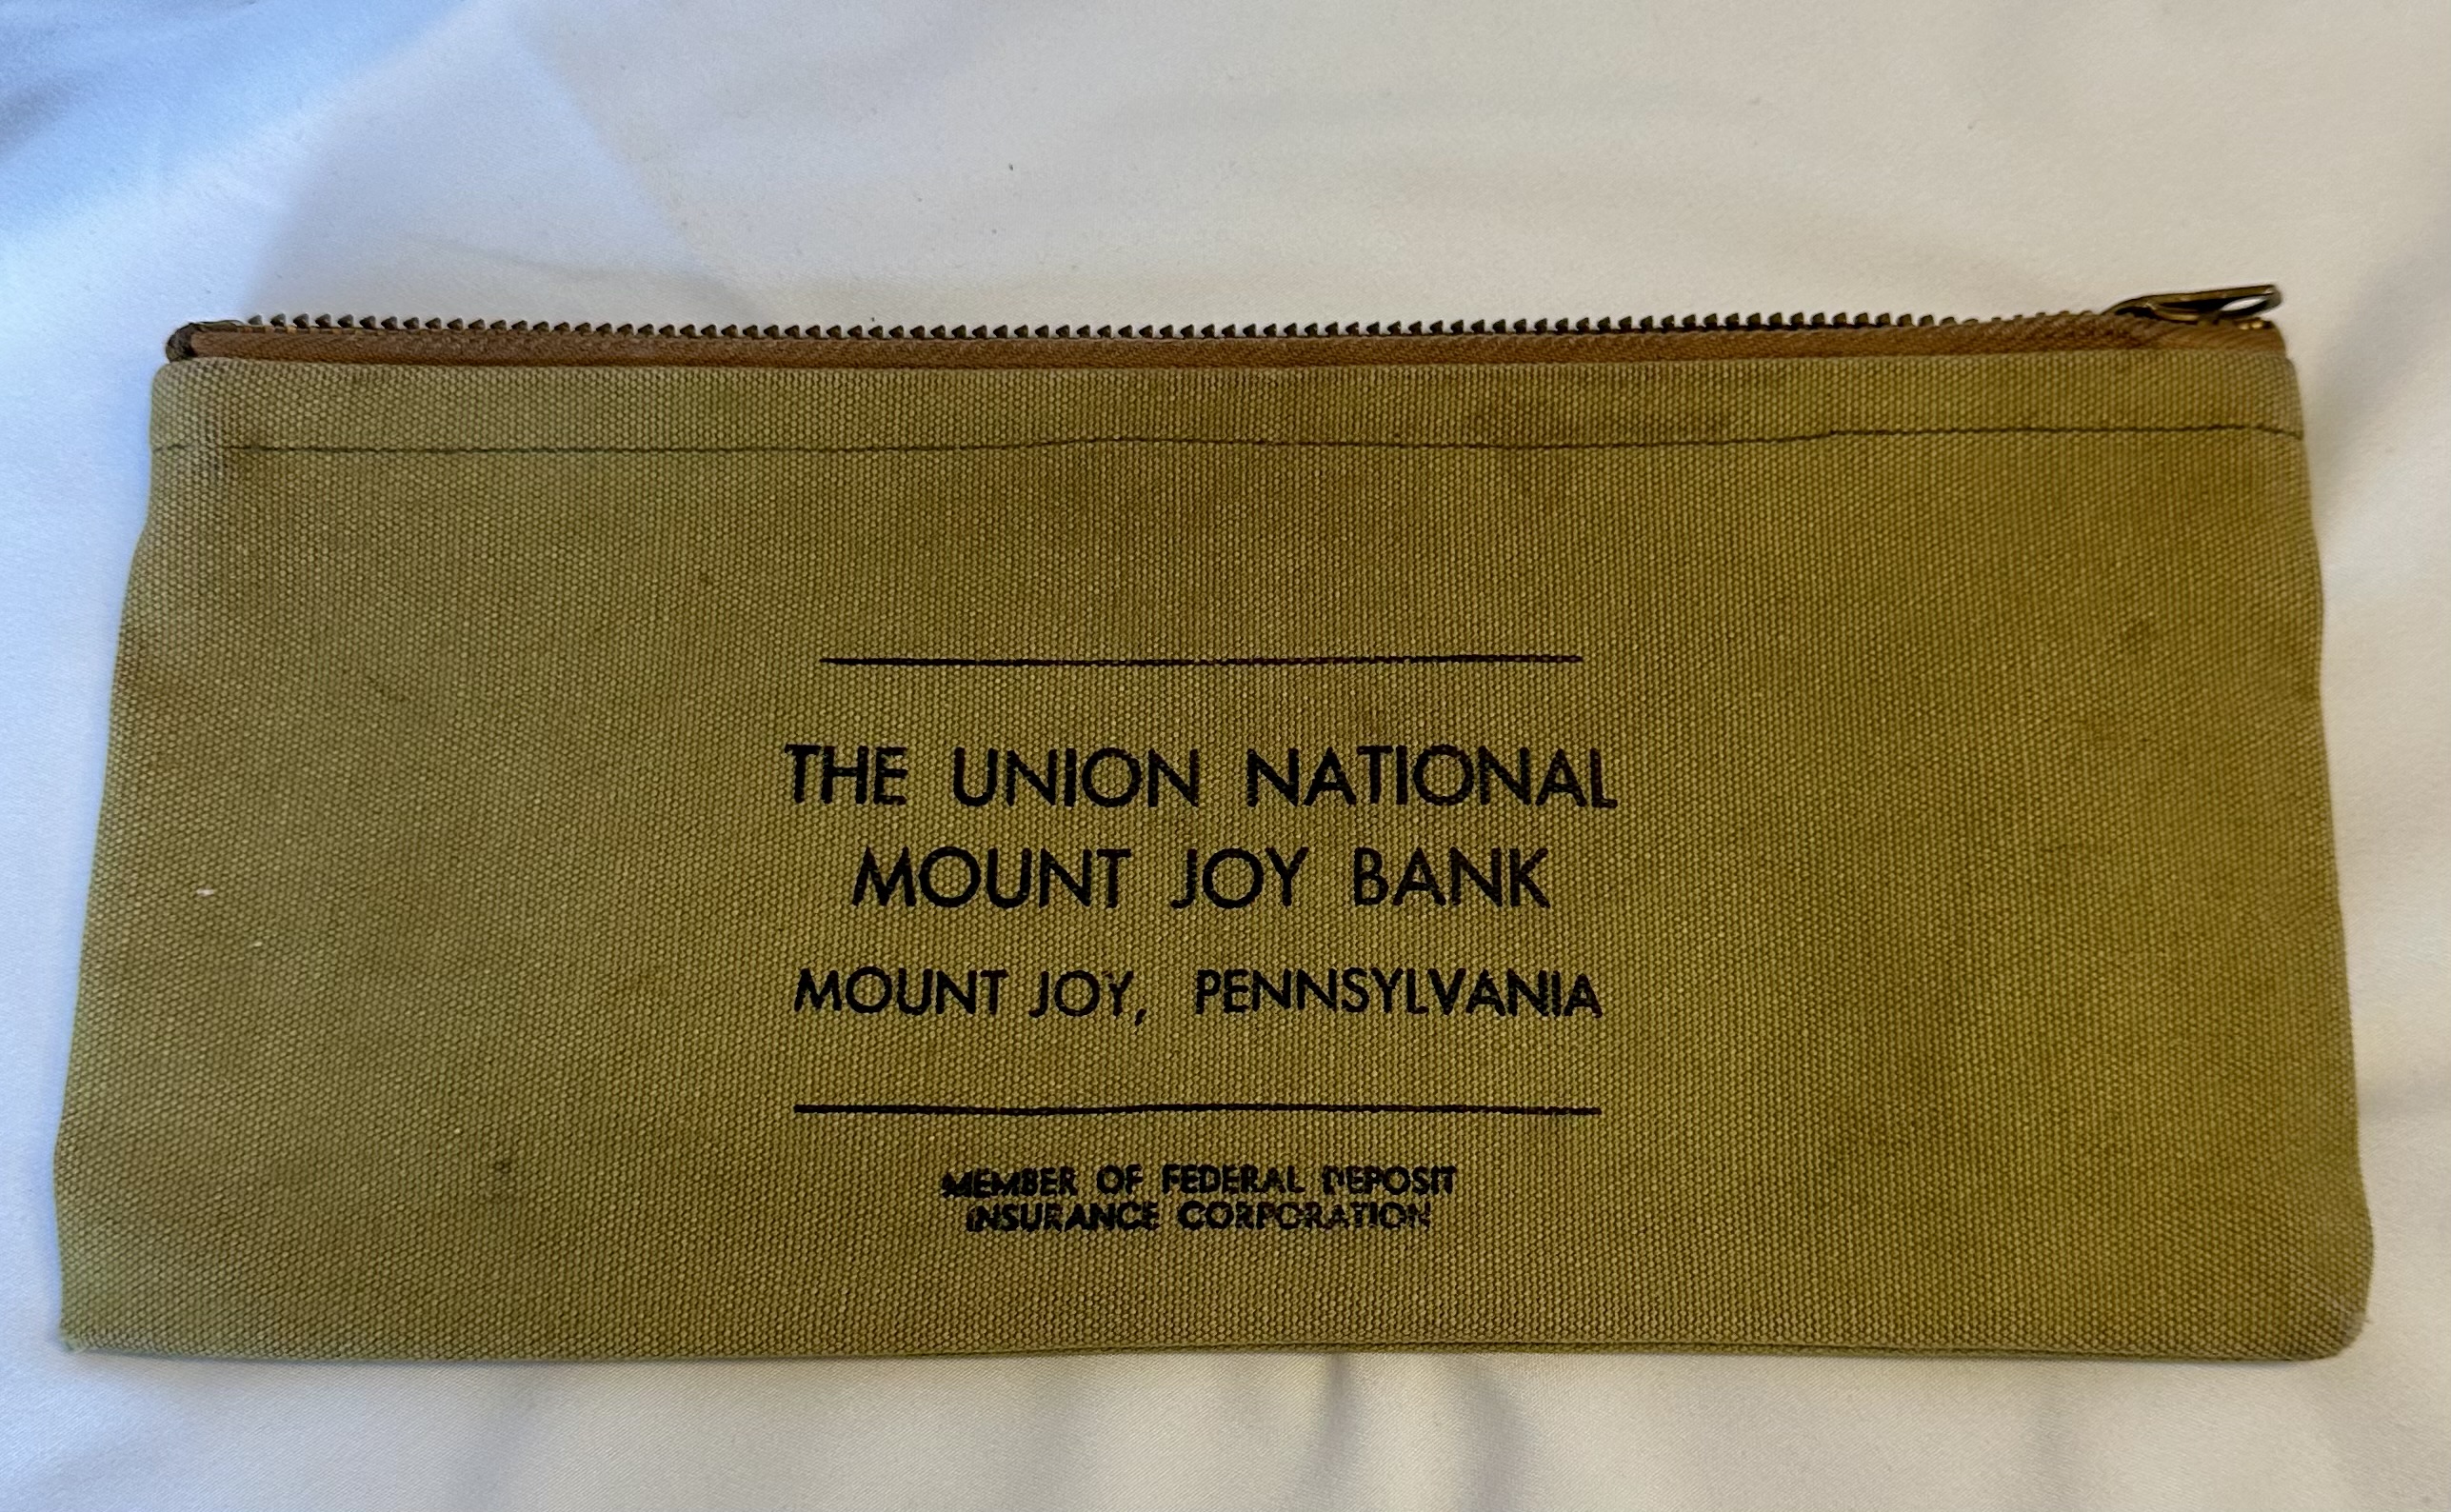 THE UNION NATIONAL
MOUNT JOY BANK
MOUNT JOY, PENNSYLVANIA
MEMBER OF FEDERAL DEPOSIT
INSURANCE CORPORATION